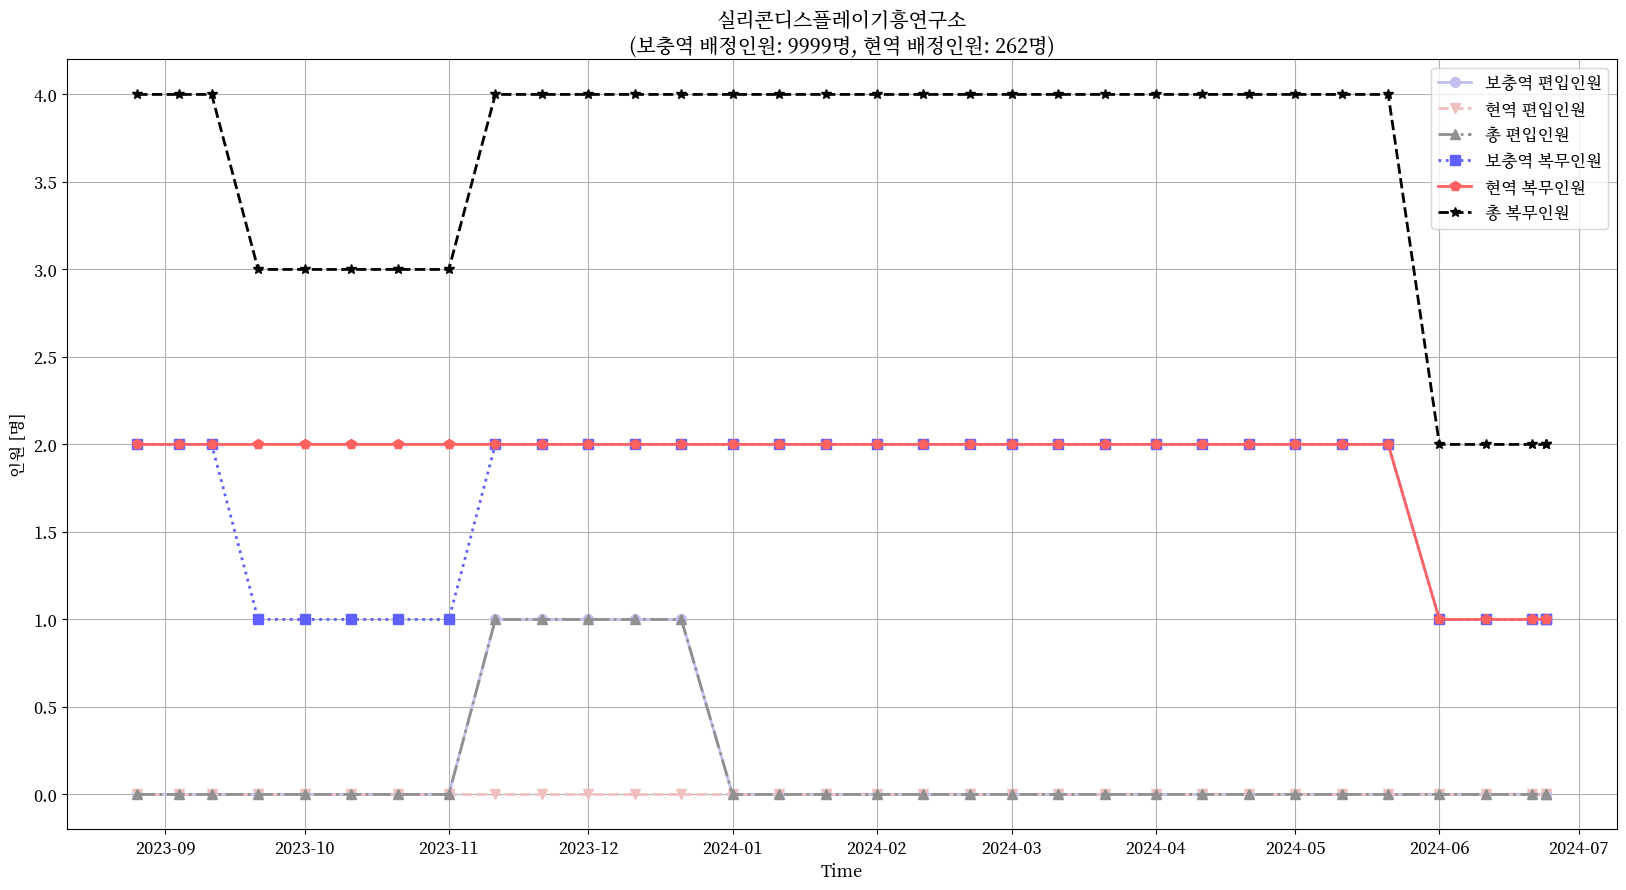 실리콘디스플레이기흥연구소
(보충역 배정인원: 9999명, 현역 배정인원: 262명)
보충역 편입인원
현역 편입인원
총 편입인원
보충역 복무인원
현역 복무인원
총 복무인원
4.0
3.5
3.0
2.5
2.0
1.5
1.0
0.5
0.0
인원 [명]
2023-09 2023-10 2023-11 2023-12 2024-01 2024-02 2024-03 2024-04 2024-05 2024-06 2024-07
Time